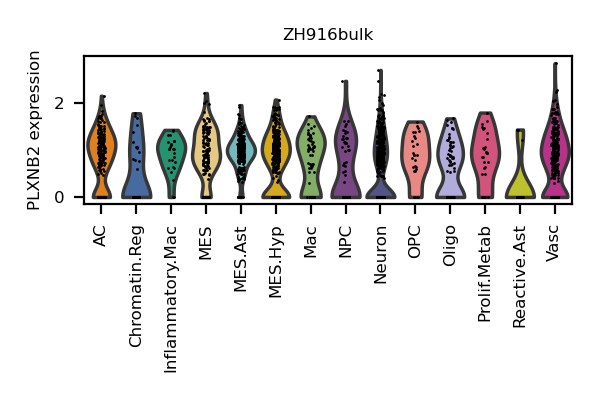 ZH916bulk
PLXNB2 expression
2
0
AC
Chromatin.Reg
Inflammatory.Mac
MES
MES.Ast
MES.Hyp
Mac
NPC
Neuron
OPC
Oligo
Prolif.Metab
Reactive.Ast
Vasc